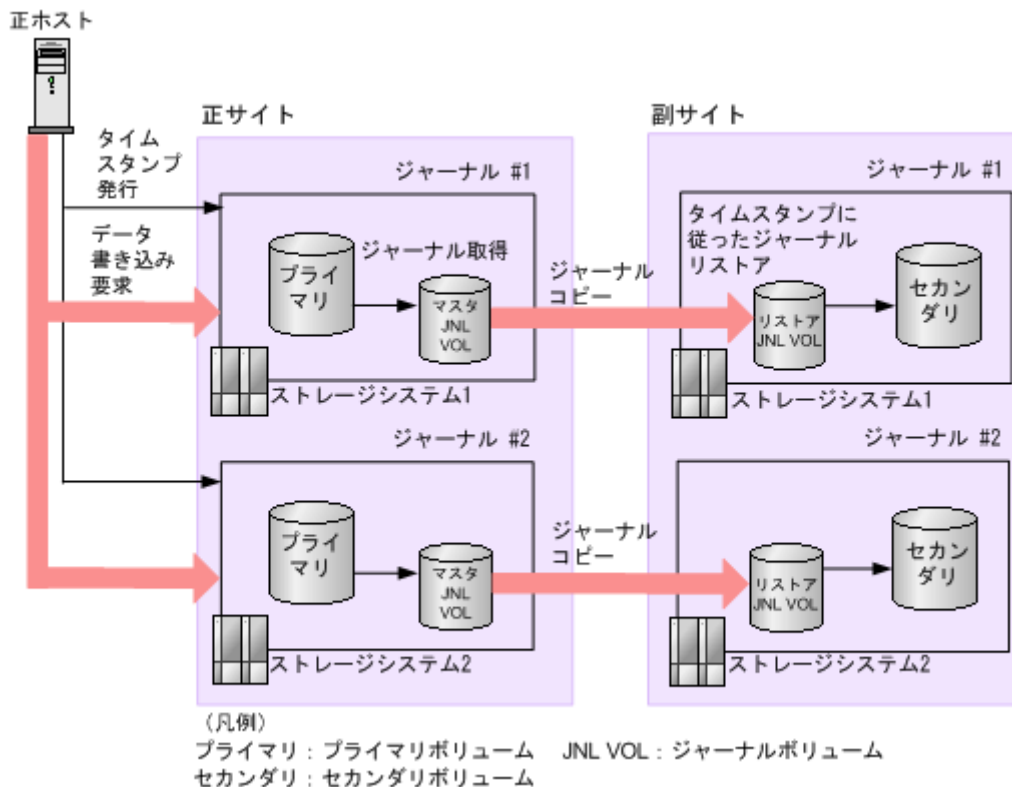 正ホスト
正サイト
副サイト
タイム
スタンプ
発行
データ
書き込み
要求
ジャーナル #1
プライ
マリ
ジャーナル取得
マスタ
JNL
VOL
ストレージシステム1
ジャーナル
コピー
ジャーナル #1
タイムスタンプに
従ったジャーナル
リストア
リストア
JNL VOL
セカン
ダリ
ストレージシステム1
ジャーナル #2
プライ
マリ
マスタ
JNL
VOL
ストレージシステム2
ジャーナル
コピー
ジャーナル #2
リストア
JNL VOL
セカン
ダリ
ストレージシステム2
（凡例）
プライマリ：プライマリボリューム JNL VOL：ジャーナルボリューム
セカンダリ：セカンダリボリューム